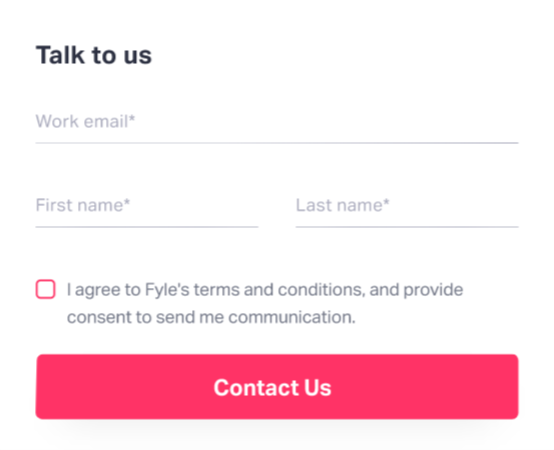 Talk to us
Work email*
First name* Last name*
I agree to Fyle's terms and conditions, and provide
consent to send me communication.
Contact Us